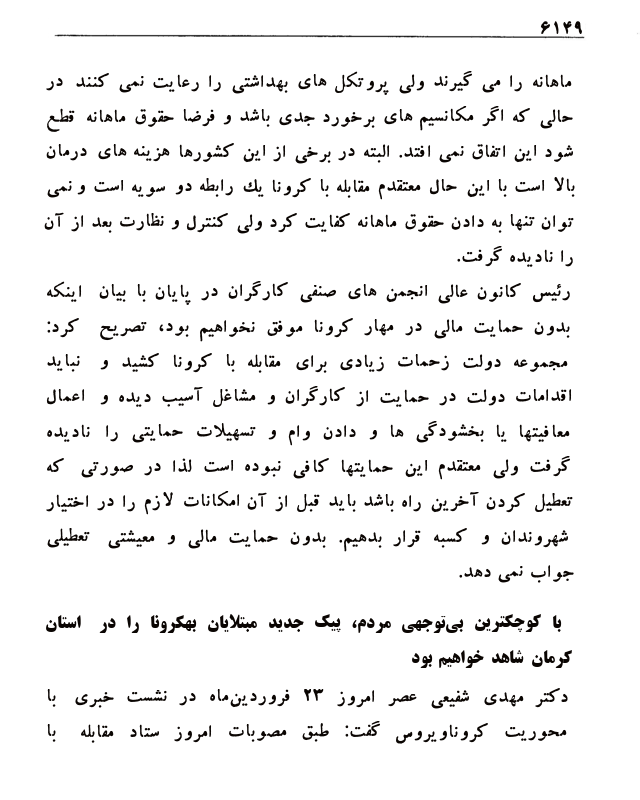 ۶۱۴۹
ماهانه را می گیرند ولی پروتکل های بهداشتی را رعایت نمی کنند در
حالی که اگر مکانسیم های برخورد جدی باشد و فرضا حقوق ماهانه قطع
شود این اتفاق نمی افتد. البته در برخی از این کشورها هزینه های درمان
بالا است با این حال معتقدم مقابله با کرونا یك رابطه دو سویه است و نمی
توان تنها به دادن حقوق ماهانه کفایت کرد ولی کنترل و نظارت بعد از آن
را نادیده گرفت.
رئیس کانون عالی انجمن های صنفی کارگران در پایان با بیان اینکه
بدون حمایت مالی در مهار کرونا موفق نخواهیم بود، تصریح کرد:
مجموعه دولت زحمات زیادی برای مقابله با کرونا کشید و نباید
اقدامات دولت در حمایت از کارگران و مشاغل آسیب دیده و اعمال
معافیتها یا بخشودگی ها و دادن وام و تسهیلات حمایتی را نادیده
گرفت ولی معتقدم این حمایتها کافی نبوده است لذا در صورتی که
تعطیل کردن آخرین راه باشد باید قبل از آن امکانات لازم را در اختیار
شهروندان و کسبه قرار بدهیم. بدون حمایت مالی و معیشتی تعطیلی
جواب نمی دهد.
با کوچکترین بی‌توجهی مردم، پیک جدید مبتلایان بهکرونا را در استان
کرمان شاهد خواهیم بود
دکتر مهدی شفیعی عصر امروز ۲۳ فروردین‌ماه در نشست خبری با
محوریت کروناویروس گفت: طبق مصوبات امروز ستاد مقابله با